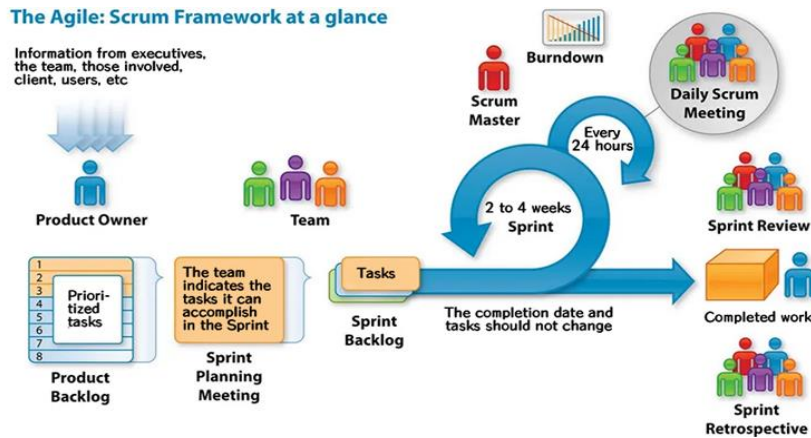 The Agile: Scrum Framework at a glance
Information from executives,
the team, those involved,
client, users, etc
Product Owner
Team
Scrum
Master
Burndown
Daily Scrum
Meeting
Every
24 hours
2 to 4 weeks
Sprint
Sprint Review
1
2
3
4
5
6
7
8
Priori-
tized
tasks
Product
Backlog
The team
indicates the
tasks it can
accomplish
in the Sprint
Sprint
Planning
Meeting
Tasks
Sprint
Backlog
The completion date and
tasks should not change
Completed work
Sprint
Retrospective